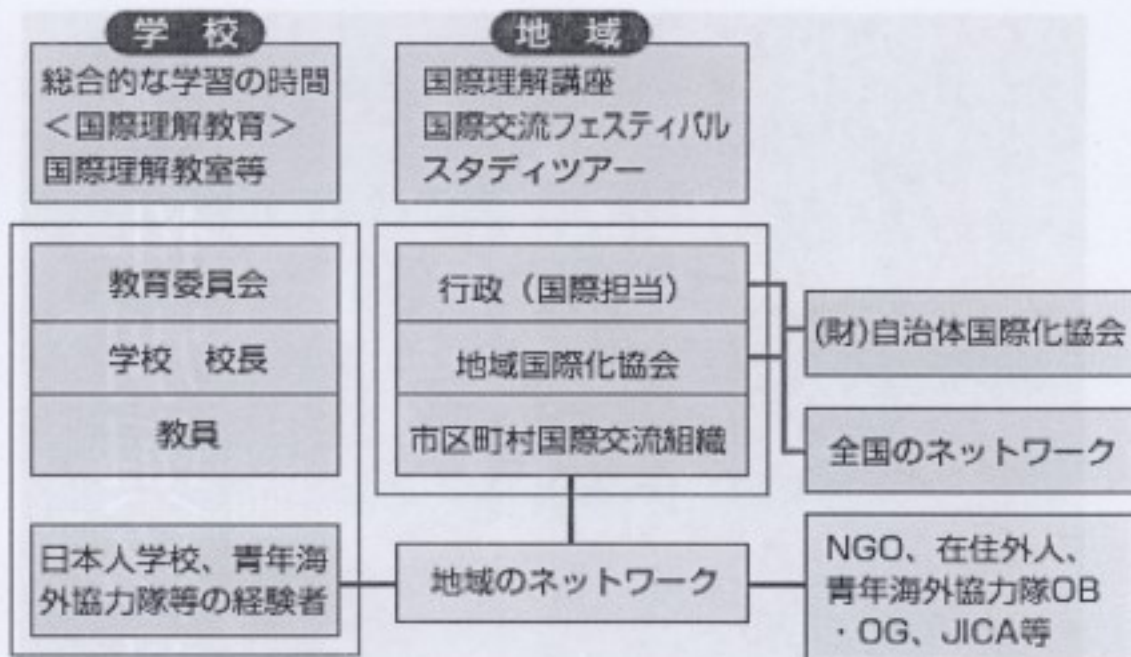 学校
総合的な学習の時間
<国際理解教育>
国際理解教室等
地域
国際理解講座
国際交流フェスティバル
スタディツアー
教育委員会
学校 校長
教員
日本人学校、青年海
外協力隊等の経験者
行政(国際担当)
地域国際化協会
市区町村国際交流組織
地域のネットワーク
(財)自治体国際化協会
全国のネットワーク
NGO、在住外人、
青年海外協力隊OB
・OG、JICA等